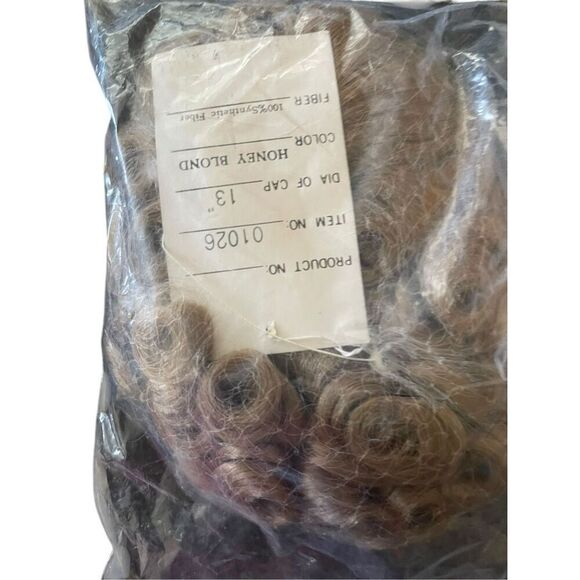 PRODUCT NO:
ITEM NO: 01026
DIA OF CAP 13"
COLOR HONEY BLOND
FIBER 100%Synthetic Fiber